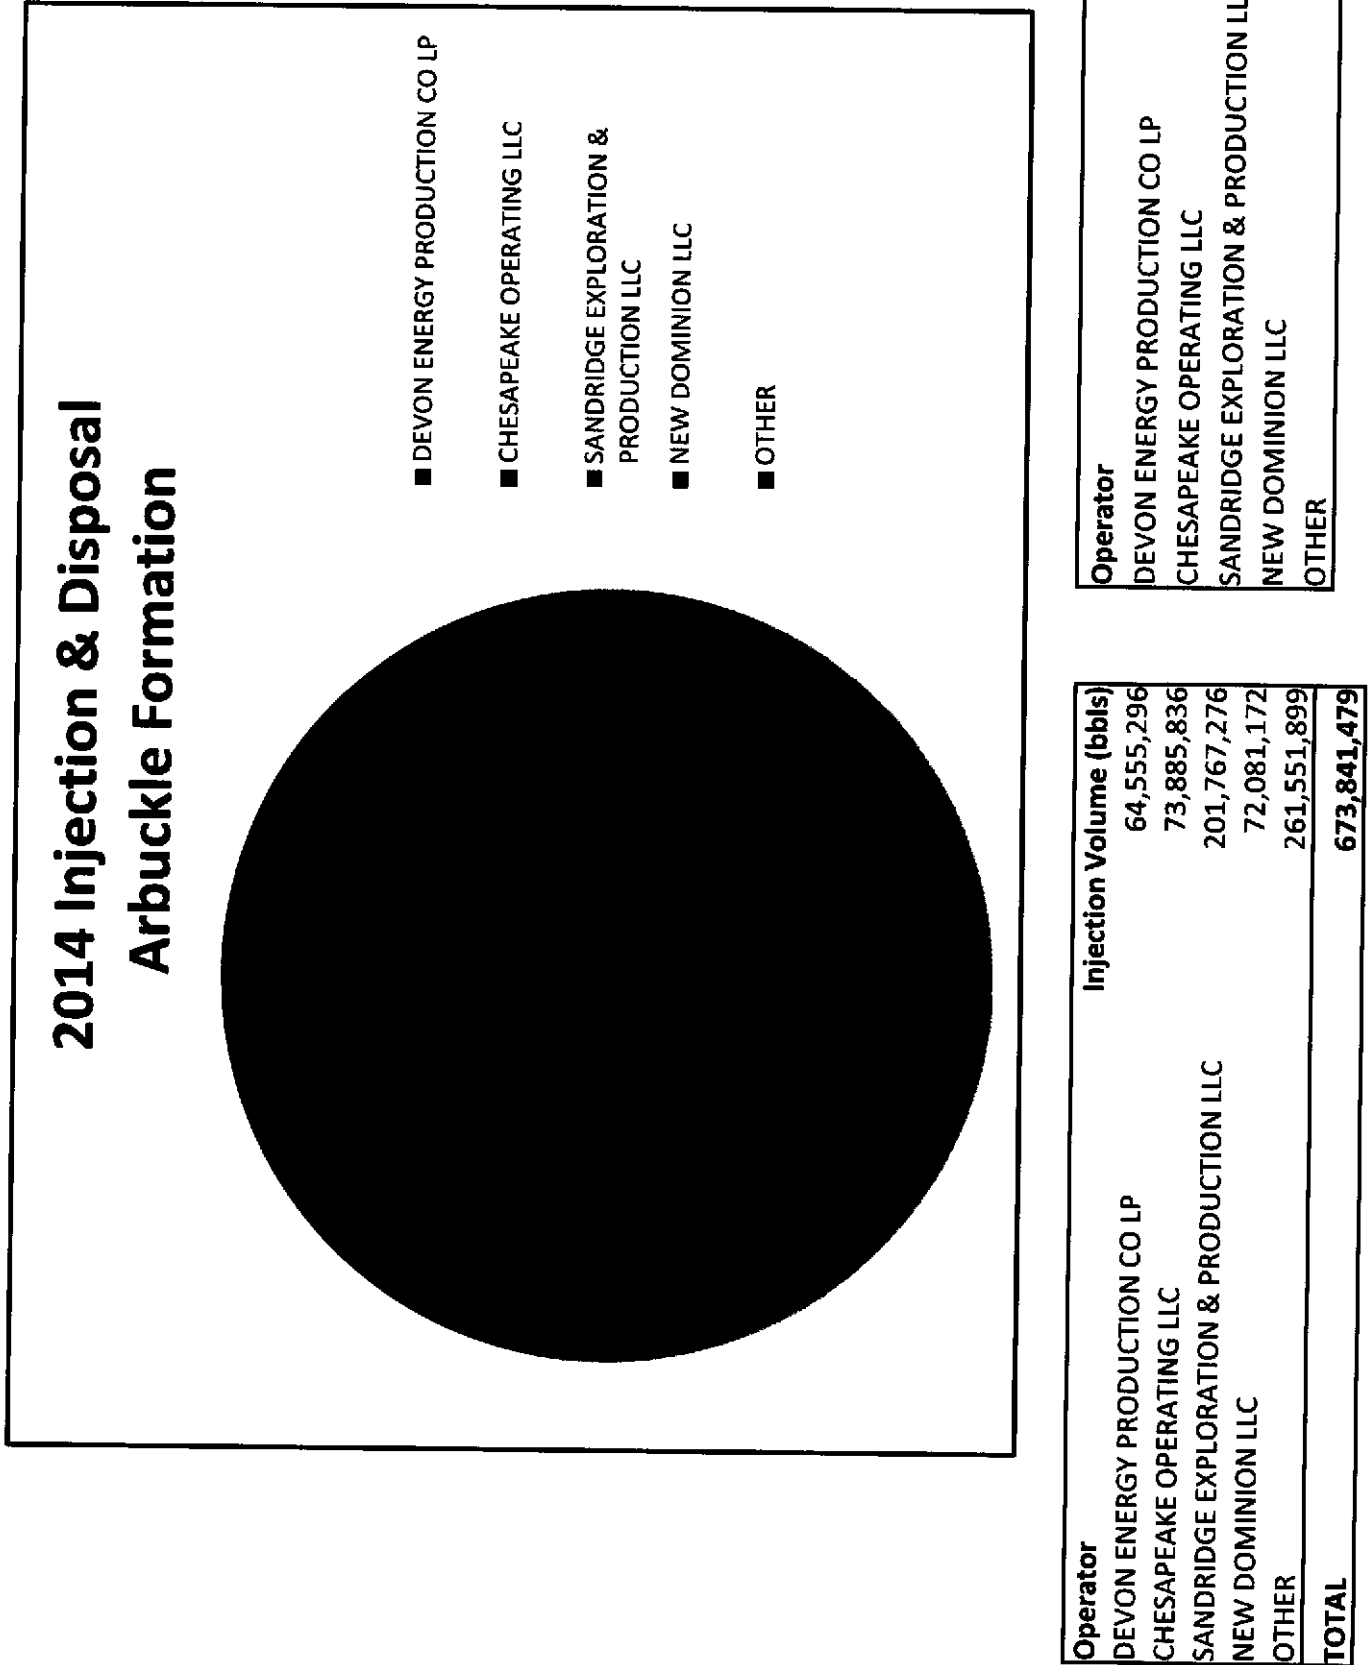 2014 Injection & Disposal
Arbuckle Formation
■ DEVON ENERGY PRODUCTION CO LP
■ CHESAPEAKE OPERATING LLC
■ SANDRIDGE EXPLORATION &
PRODUCTION LLC
■ NEW DOMINION LLC
■ OTHER
Operator Injection Volume (bbls)
DEVON ENERGY PRODUCTION CO LP 64,555,296
CHESAPEAKE OPERATING LLC 73,885,836
SANDRIDGE EXPLORATION & PRODUCTION LLC 201,767,276
NEW DOMINION LLC 72,081,172
OTHER 261,551,899
TOTAL 673,841,479
Operator
DEVON ENERGY PRODUCTION CO LP
CHESAPEAKE OPERATING LLC
SANDRIDGE EXPLORATION & PRODUCTION LL
NEW DOMINION LLC
OTHER